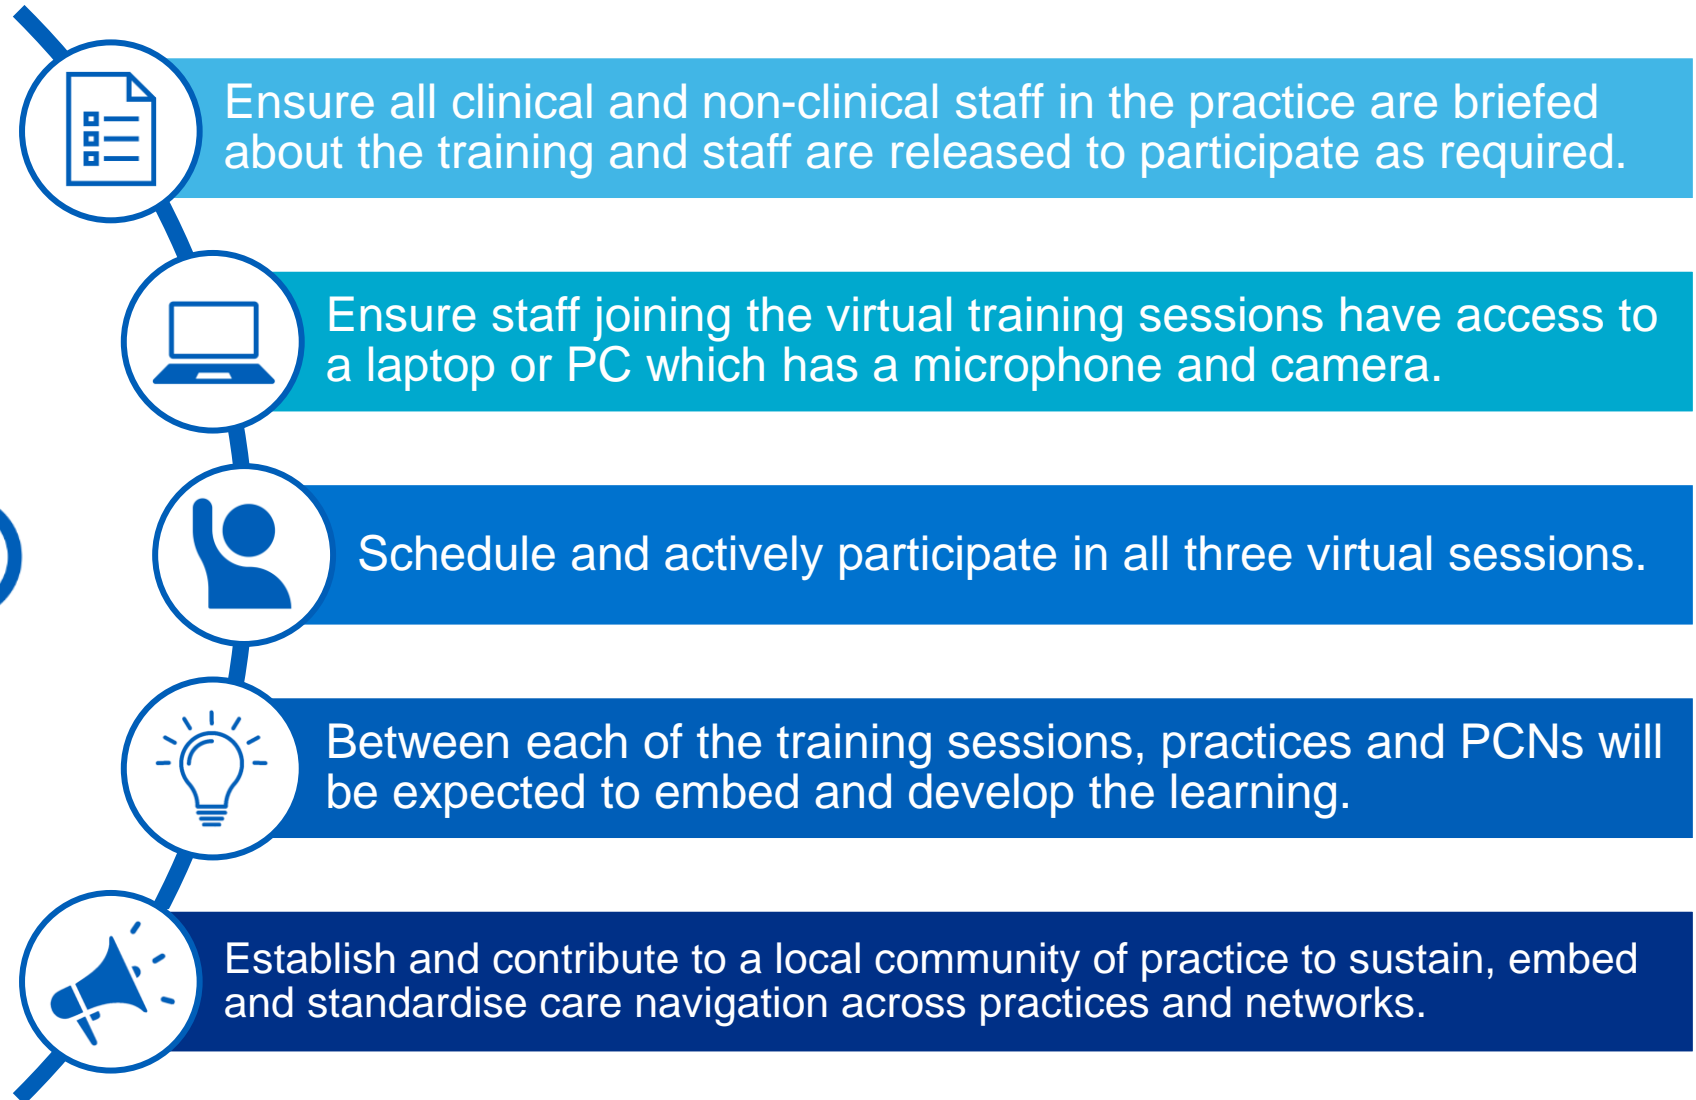 Ensure all clinical and non-clinical staff in the practice are briefed
about the training and staff are released to participate as required.
Ensure staff joining the virtual training sessions have access to
a laptop or PC which has a microphone and camera.
Schedule and actively participate in all three virtual sessions.
Between each of the training sessions, practices and PCNs will
be expected to embed and develop the learning.
Establish and contribute to a local community of practice to sustain, embed
and standardise care navigation across practices and networks.